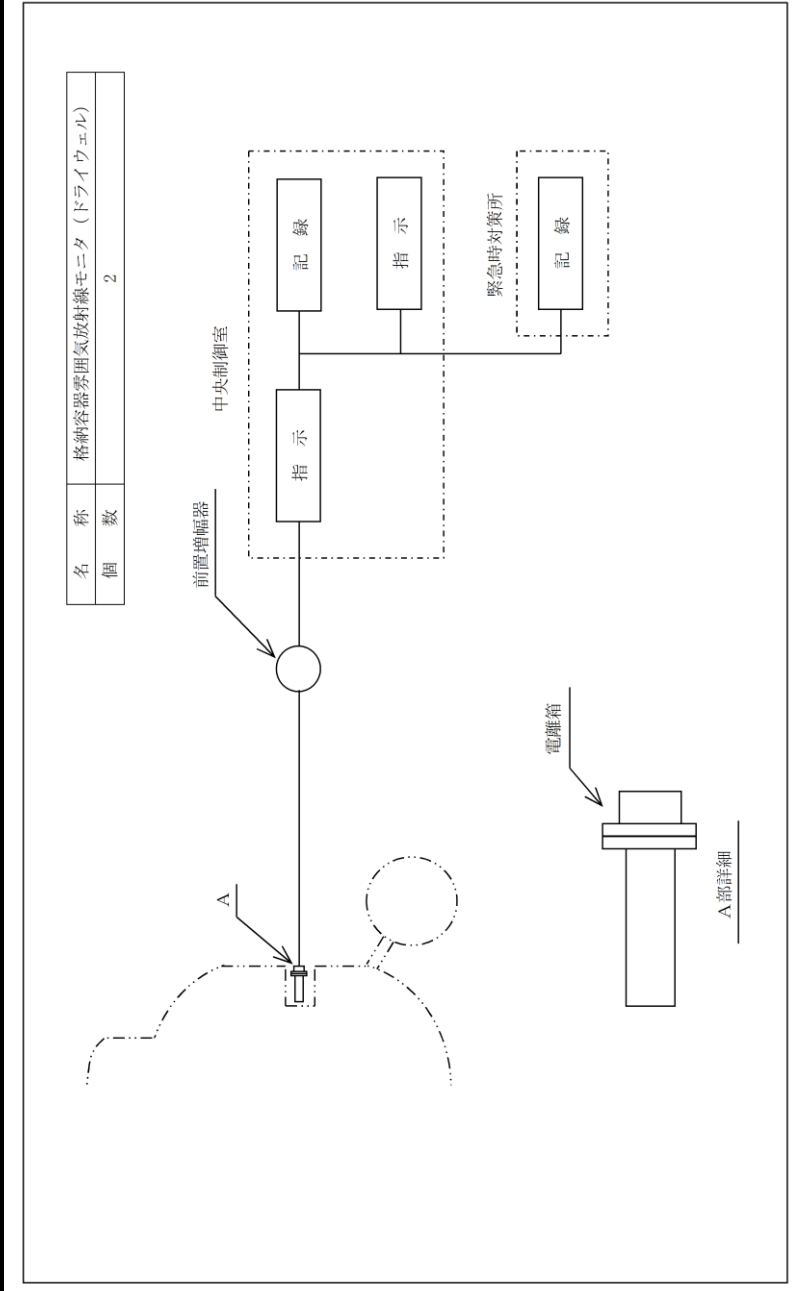 名 称 格納容器雰囲気放射線モニタ（ドライウェル）
個 数 2
中央制御室
前置増幅器
指 示
記 録
指 示
緊急時対策所
記 録
A
電離箱
A部詳細